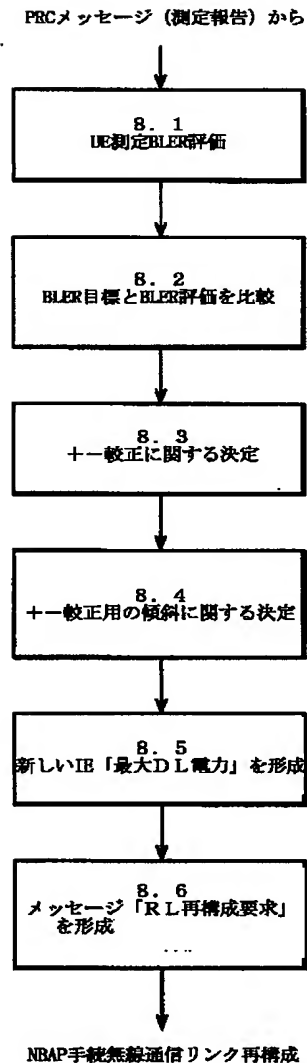 PRCメッセージ (測定報告) から
8. 1
UE測定BLER評価
8. 2
BLER目標とBLER評価を比較
8. 3
+-較正に関する決定
8. 4
+-較正用の傾斜に関する決定
8. 5
新しいIE「最大DL電力」を形成
8. 6
メッセージ「RL再構成要求」
を形成
....
NBAP手続無線通信リンク再構成